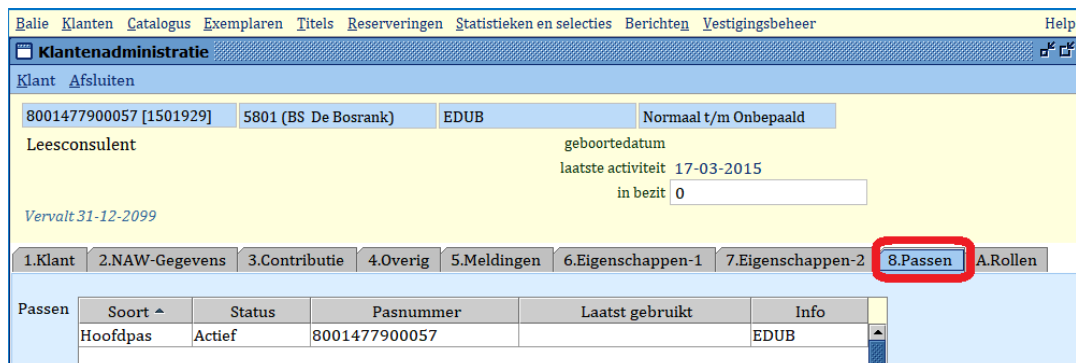 Balie Klanten Catalogus Exemplaren Titels Reserveringen Statistieken en selecties Berichten Vestigingsbeheer Help
Klantenadministratie
Klant Afsluiten
8001477900057 [1501929] 5801 (BS De Bosrank) EDUB Normaal t/m Onbepaald
Leesconsulent geboortedatum
laatste activiteit 17-03-2015
in bezit 0
Vervalt 31-12-2099
1.Klant 2.NAW-Gegevens 3.Contributie 4.Overig 5.Meldingen 6.Eigenschappen-1 7.Eigenschappen-2 8.Passen A.Rollen
Passen Soort Status Pasnummer Laatst gebruikt Info
Hoofdpas Actief 8001477900057 EDUB